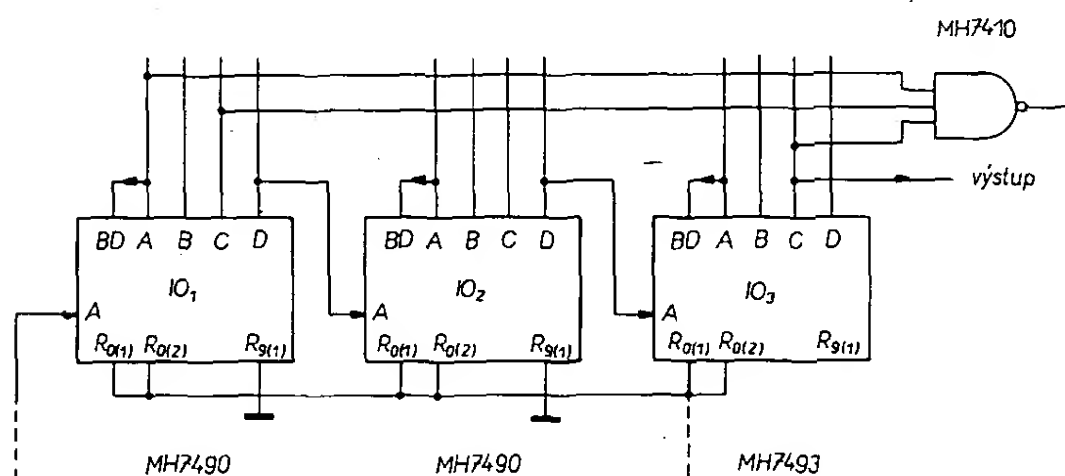 MH7410
výstup
BD A B C D
BD A B C D
BD A B C D
IO₁
IO₂
IO₃
A
A
A
R₀₍₁₎ R₀₍₂₎ R₉₍₁₎
R₀₍₁₎ R₀₍₂₎ R₉₍₁₎
R₀₍₁₎ R₀₍₂₎ R₉₍₁₎
MH7490
MH7490
MH7493